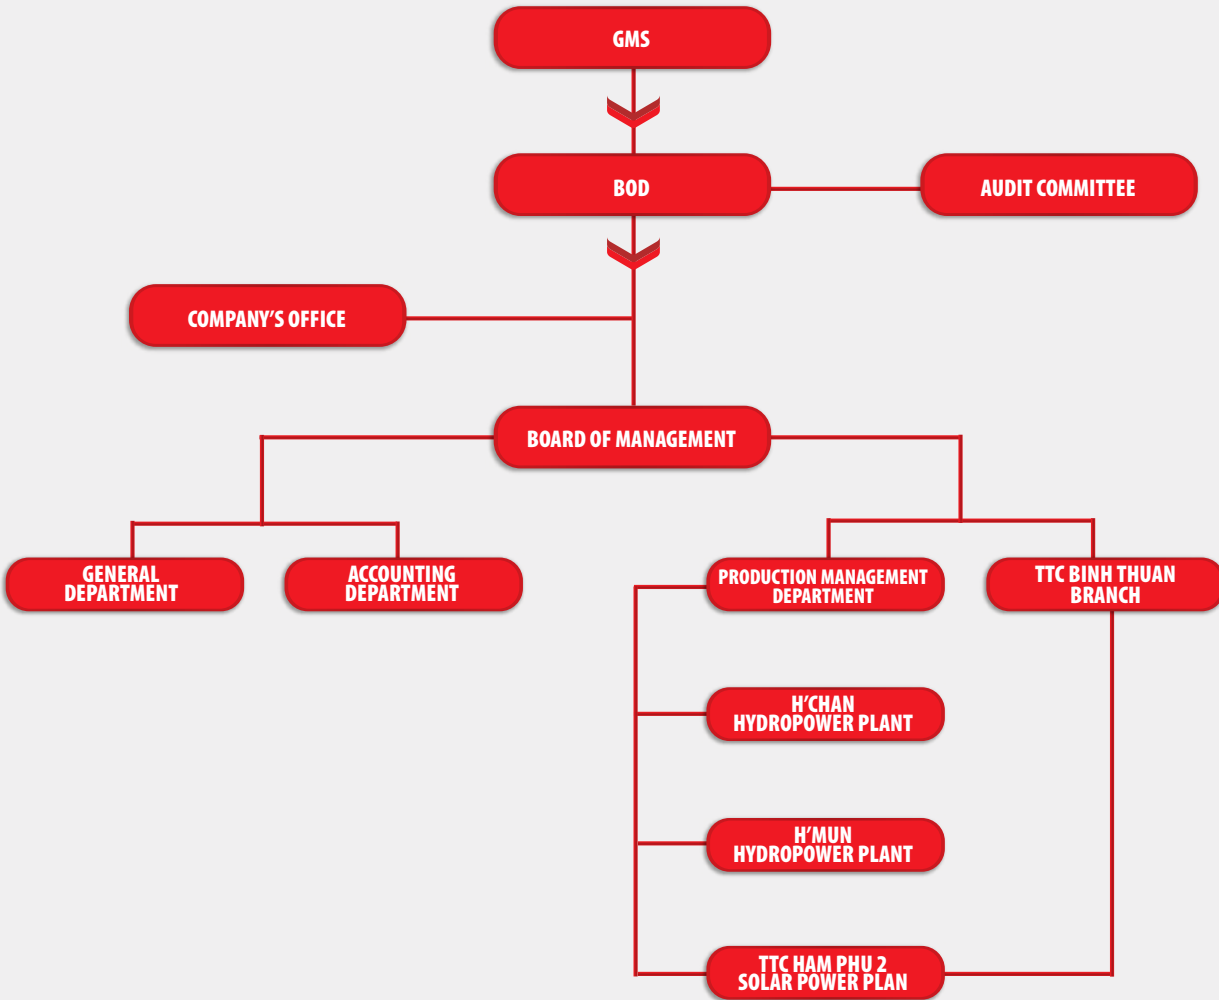 GMS
BOD
AUDIT COMMITTEE
COMPANY'S OFFICE
BOARD OF MANAGEMENT
GENERAL
DEPARTMENT
ACCOUNTING
DEPARTMENT
PRODUCTION MANAGEMENT
DEPARTMENT
TTC BINH THUAN
BRANCH
H'CHAN
HYDROPOWER PLANT
H'MUN
HYDROPOWER PLANT
TTC HAM PHU 2
SOLAR POWER PLAN